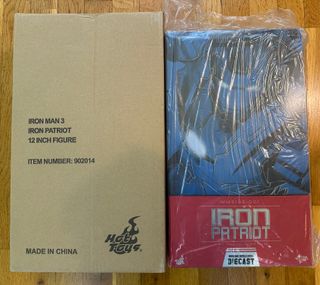 IRON MAN 3
IRON PATRIOT
12 INCH FIGURE
ITEM NUMBER: 902014
Hot Toys
MADE IN CHINA
IRON
PATRIOT
DIECAST